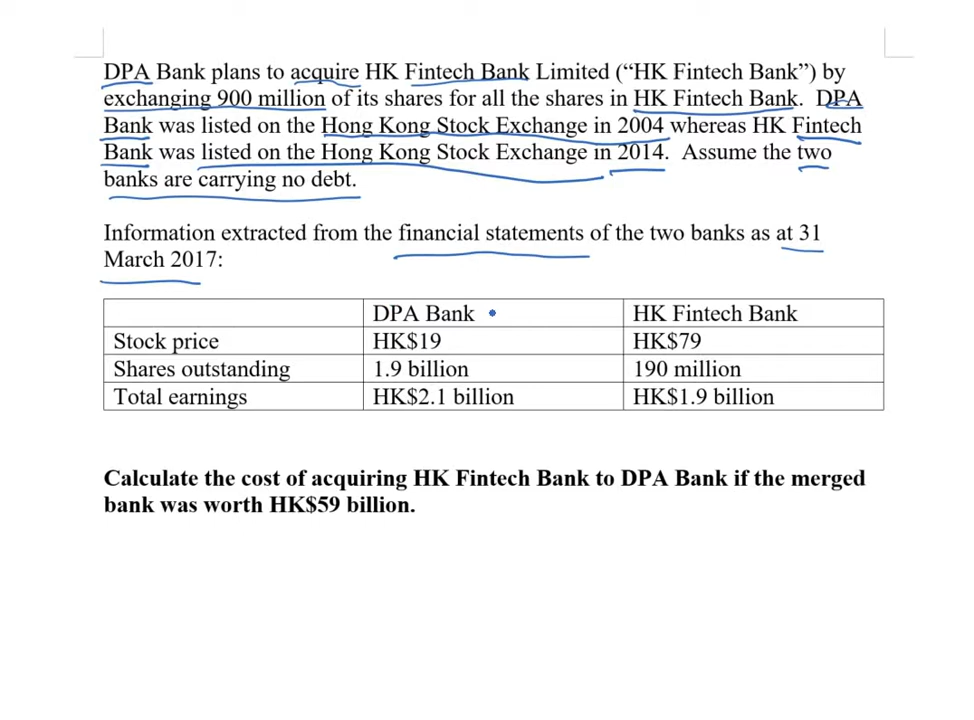 DPA Bank plans to acquire HK Fintech Bank Limited (“HK Fintech Bank”) by
exchanging 900 million of its shares for all the shares in HK Fintech Bank. DPA
Bank was listed on the Hong Kong Stock Exchange in 2004 whereas HK Fintech
Bank was listed on the Hong Kong Stock Exchange in 2014. Assume the two
banks are carrying no debt.
Information extracted from the financial statements of the two banks as at 31
March 2017:
DPA Bank HK Fintech Bank
Stock price HK$19 HK$79
Shares outstanding 1.9 billion 190 million
Total earnings HK$2.1 billion HK$1.9 billion
Calculate the cost of acquiring HK Fintech Bank to DPA Bank if the merged
bank was worth HK$59 billion.